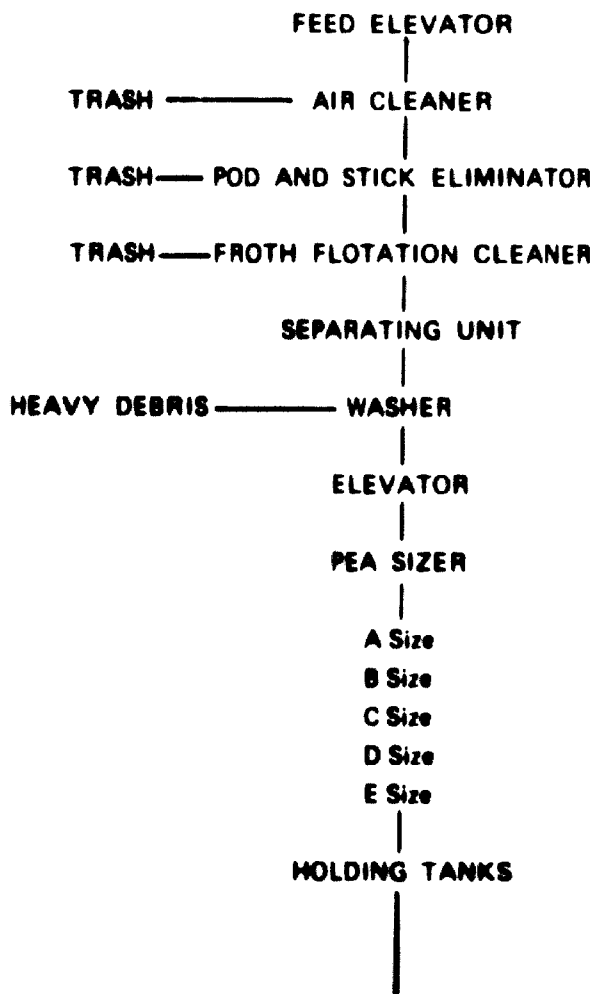 FEED ELEVATOR
TRASH AIR CLEANER
TRASH POD AND STICK ELIMINATOR
TRASH FROTH FLOTATION CLEANER
SEPARATING UNIT
HEAVY DEBRIS WASHER
ELEVATOR
PEA SIZER
A Size
B Size
C Size
D Size
E Size
HOLDING TANKS